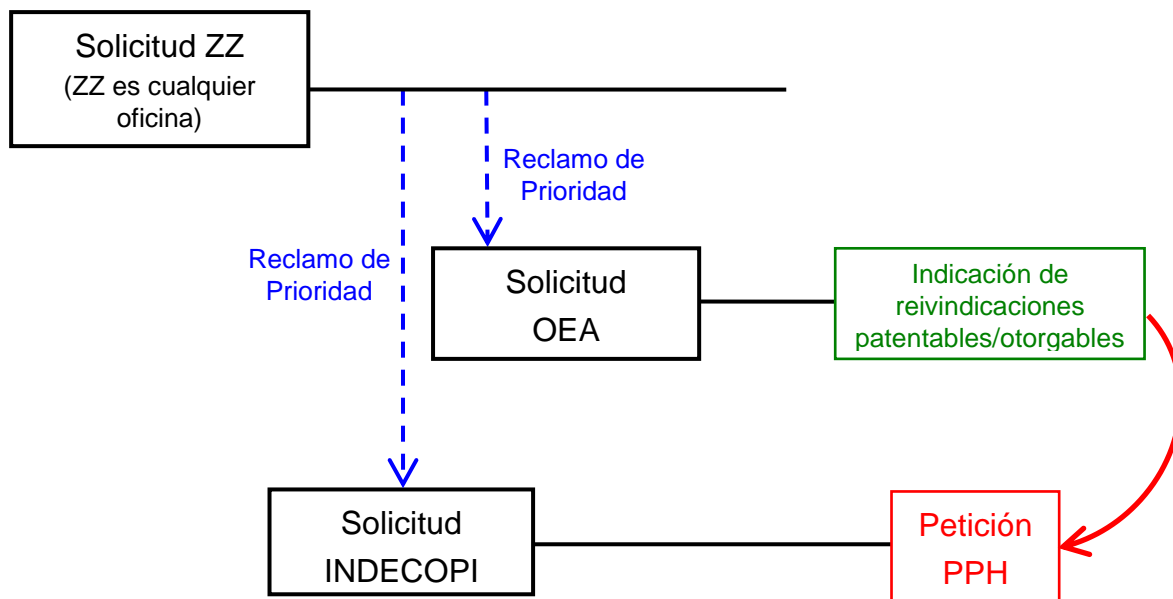 Solicitud ZZ
(ZZ es cualquier
oficina)
Reclamo de
Prioridad
Reclamo de
Prioridad
Solicitud
OEA
Indicación de
reivindicaciones
patentables/otorgables
Solicitud
INDECOPI
Petición
PPH